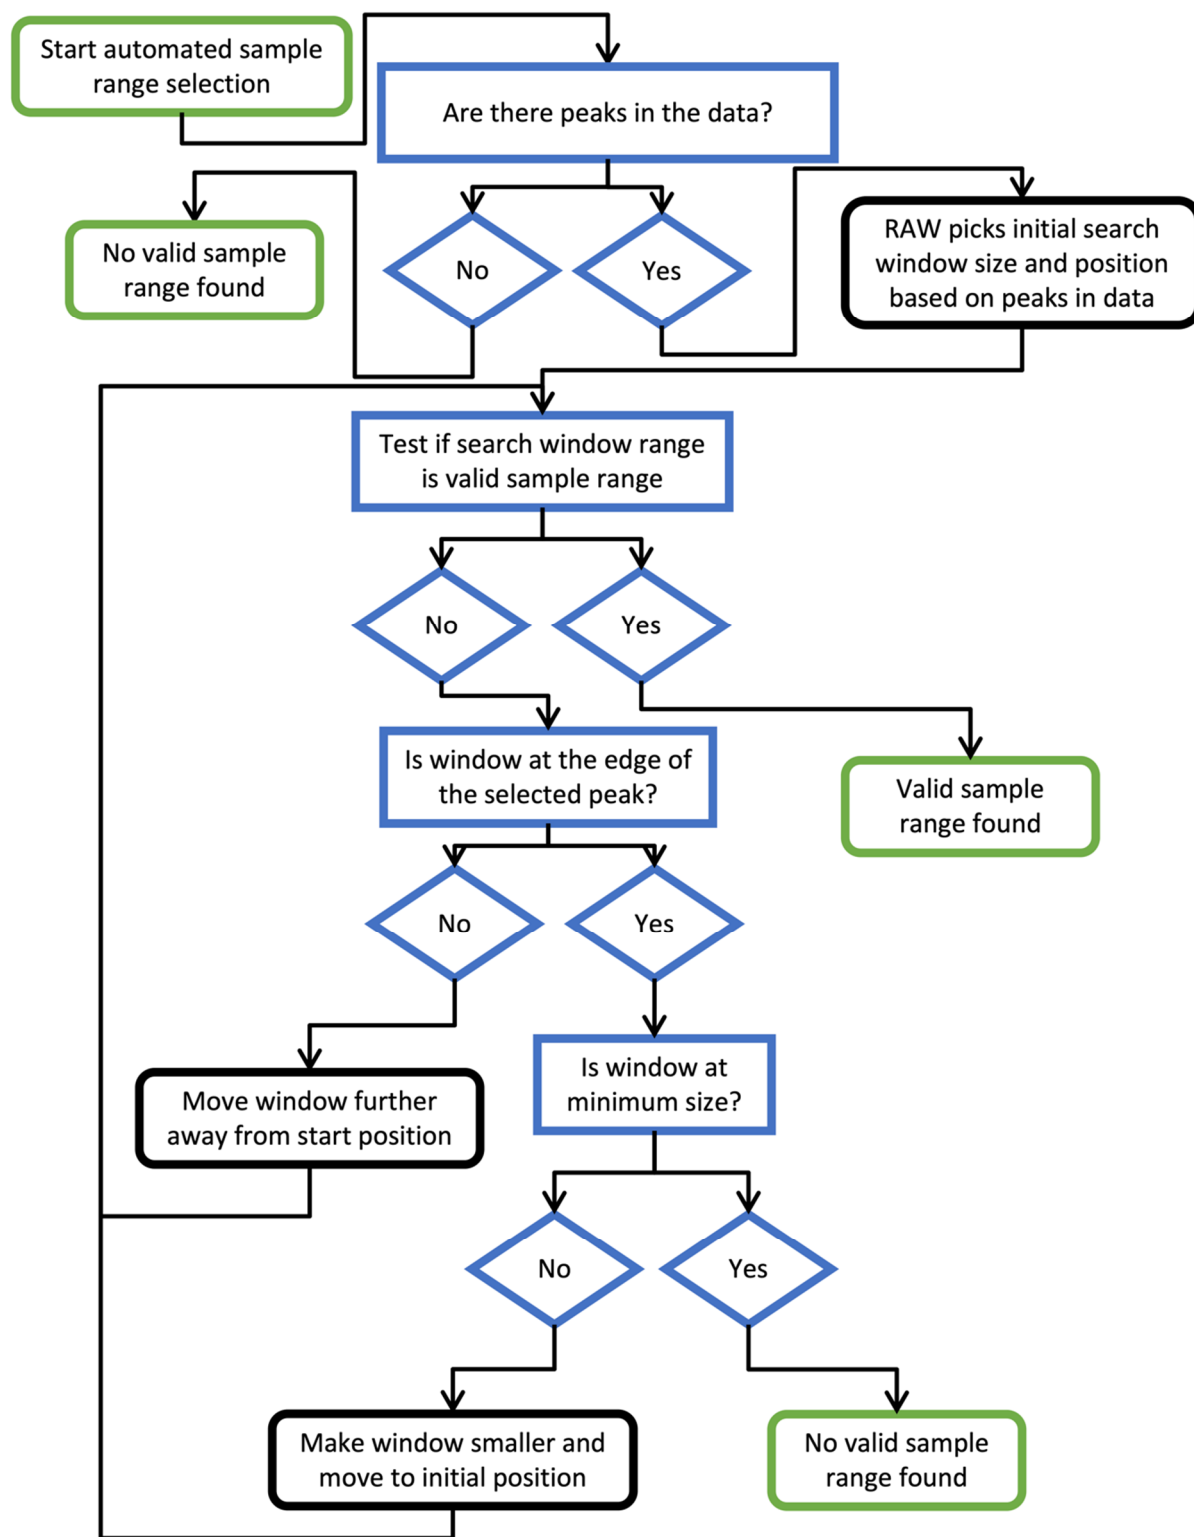 Start automated sample
range selection
Are there peaks in the data?
No valid sample
range found
No
Yes
RAW picks initial search
window size and position
based on peaks in data
Test if search window range
is valid sample range
No
Yes
Is window at the edge of
the selected peak?
Valid sample
range found
No
Yes
Is window at
minimum size?
Move window further
away from start position
No
Yes
Make window smaller and
move to initial position
No valid sample
range found